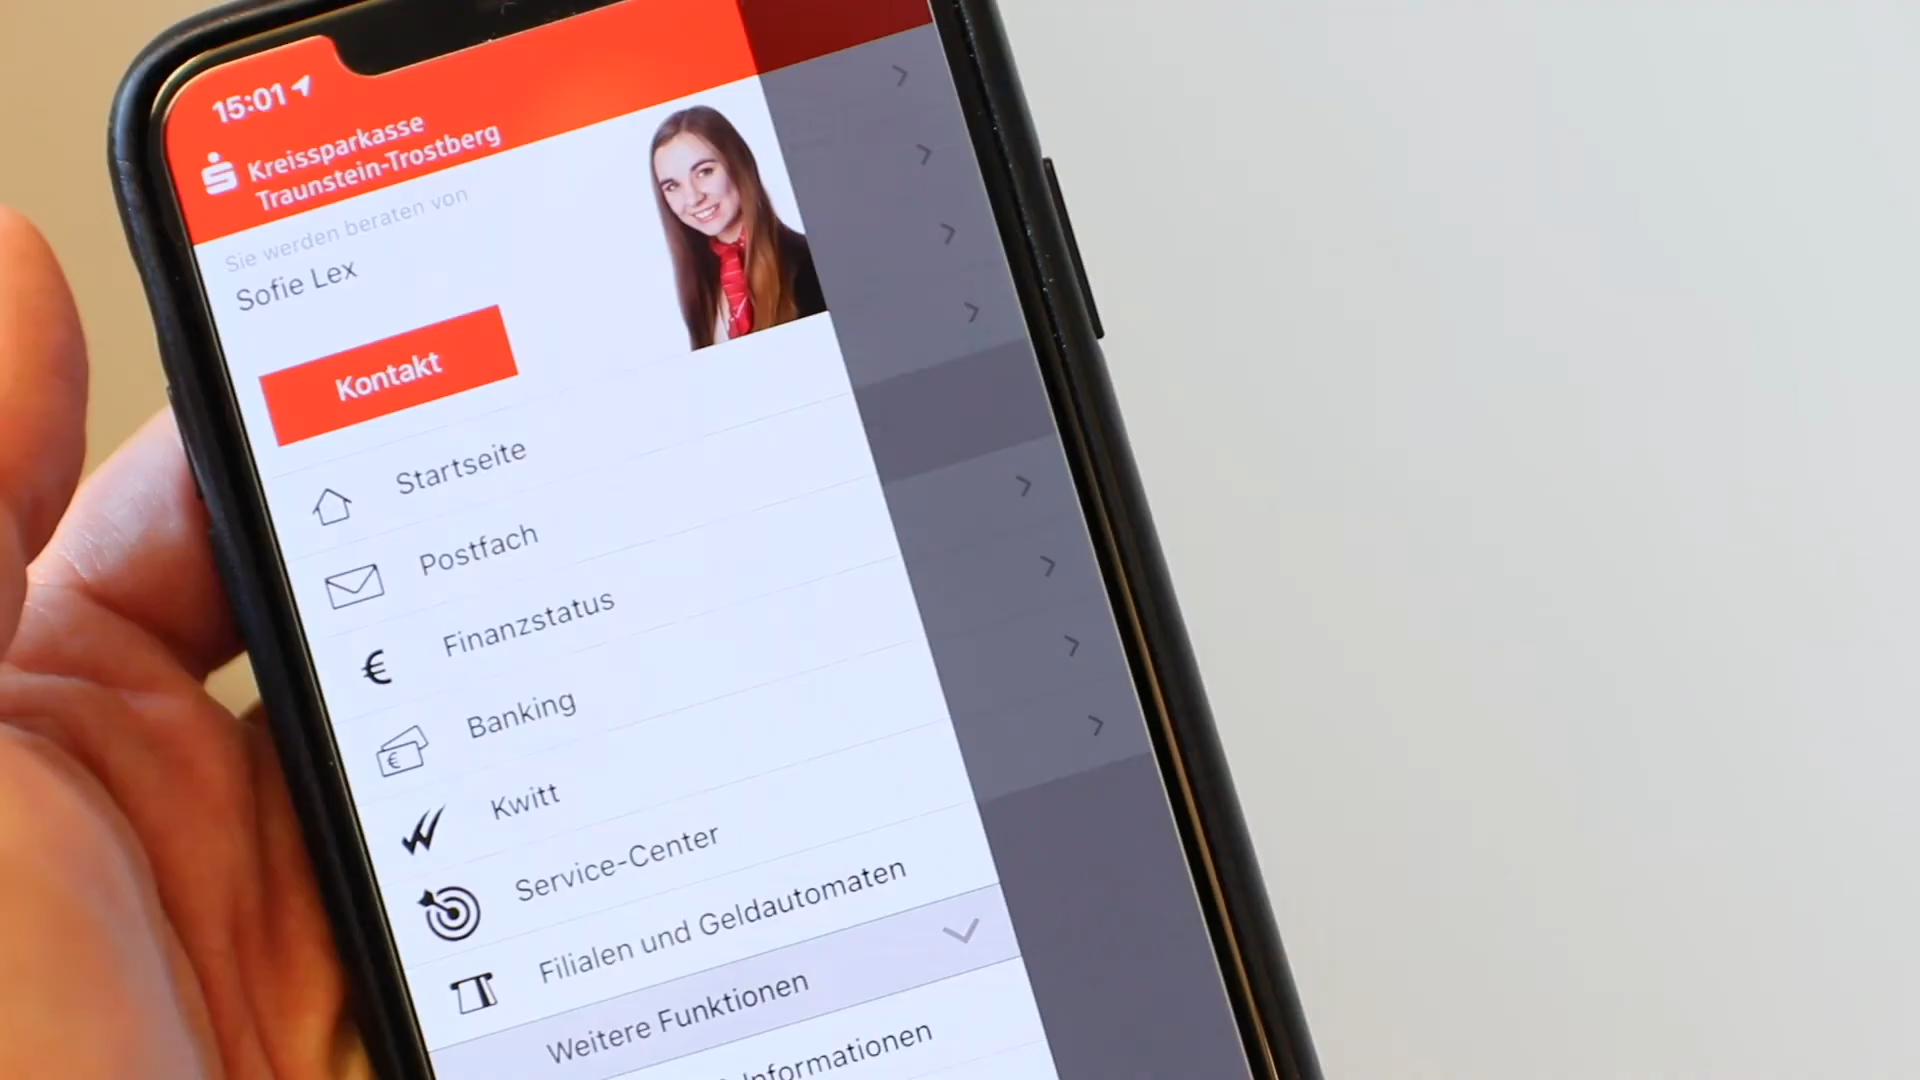 15:01
Kreissparkasse
Traunstein-Trostberg
Sie werden beraten von
Sofie Lex
Kontakt
Startseite
Postfach
€ Finanzstatus
€ Banking
Kwitt
Service-Center
Filialen und Geldautomaten
Weitere Funktionen
Informationen